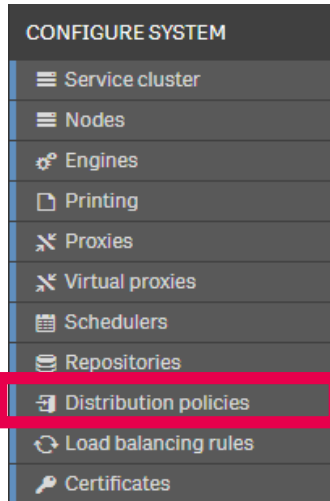 CONFIGURE SYSTEM
Service cluster
Nodes
Engines
Printing
Proxies
Virtual proxies
Schedulers
Repositories
Distribution policies
Load balancing rules
Certificates